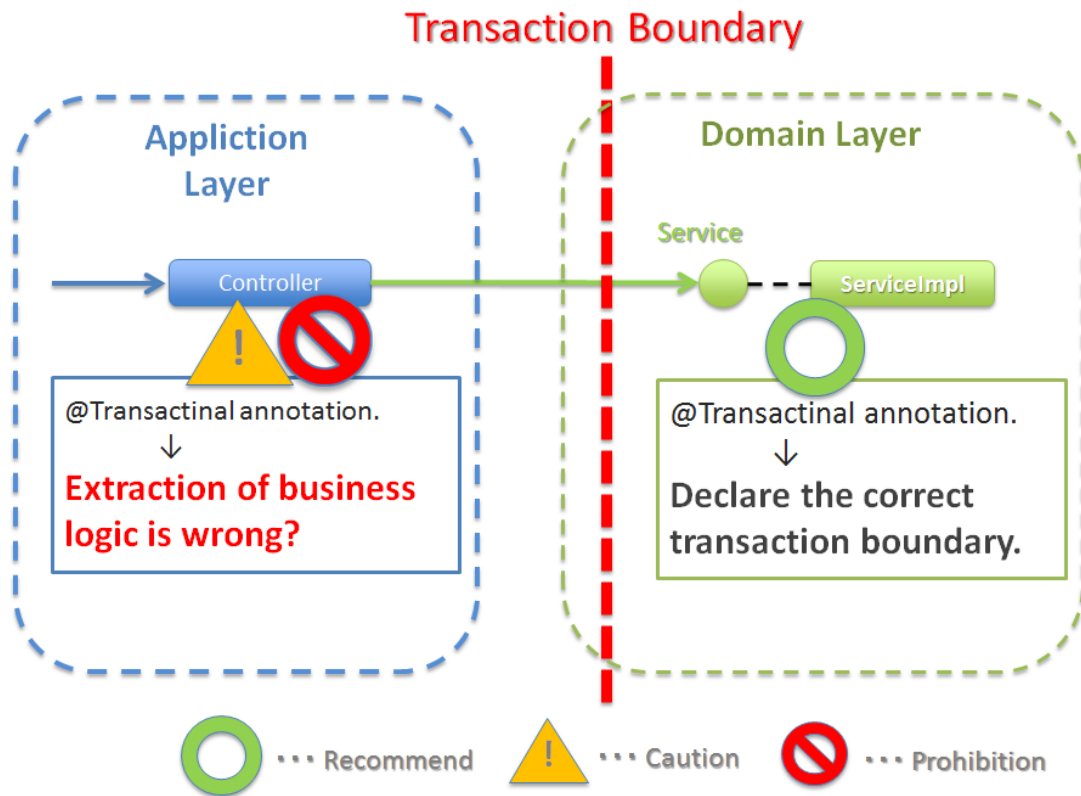 Transaction Boundary
Appliction
Layer
Domain Layer
Service
Controller
ServiceImpl
!
@Transactinal annotation.
↓
Extraction of business
logic is wrong?
@Transactinal annotation.
↓
Declare the correct
transaction boundary.
··· Recommend
! ··· Caution
··· Prohibition